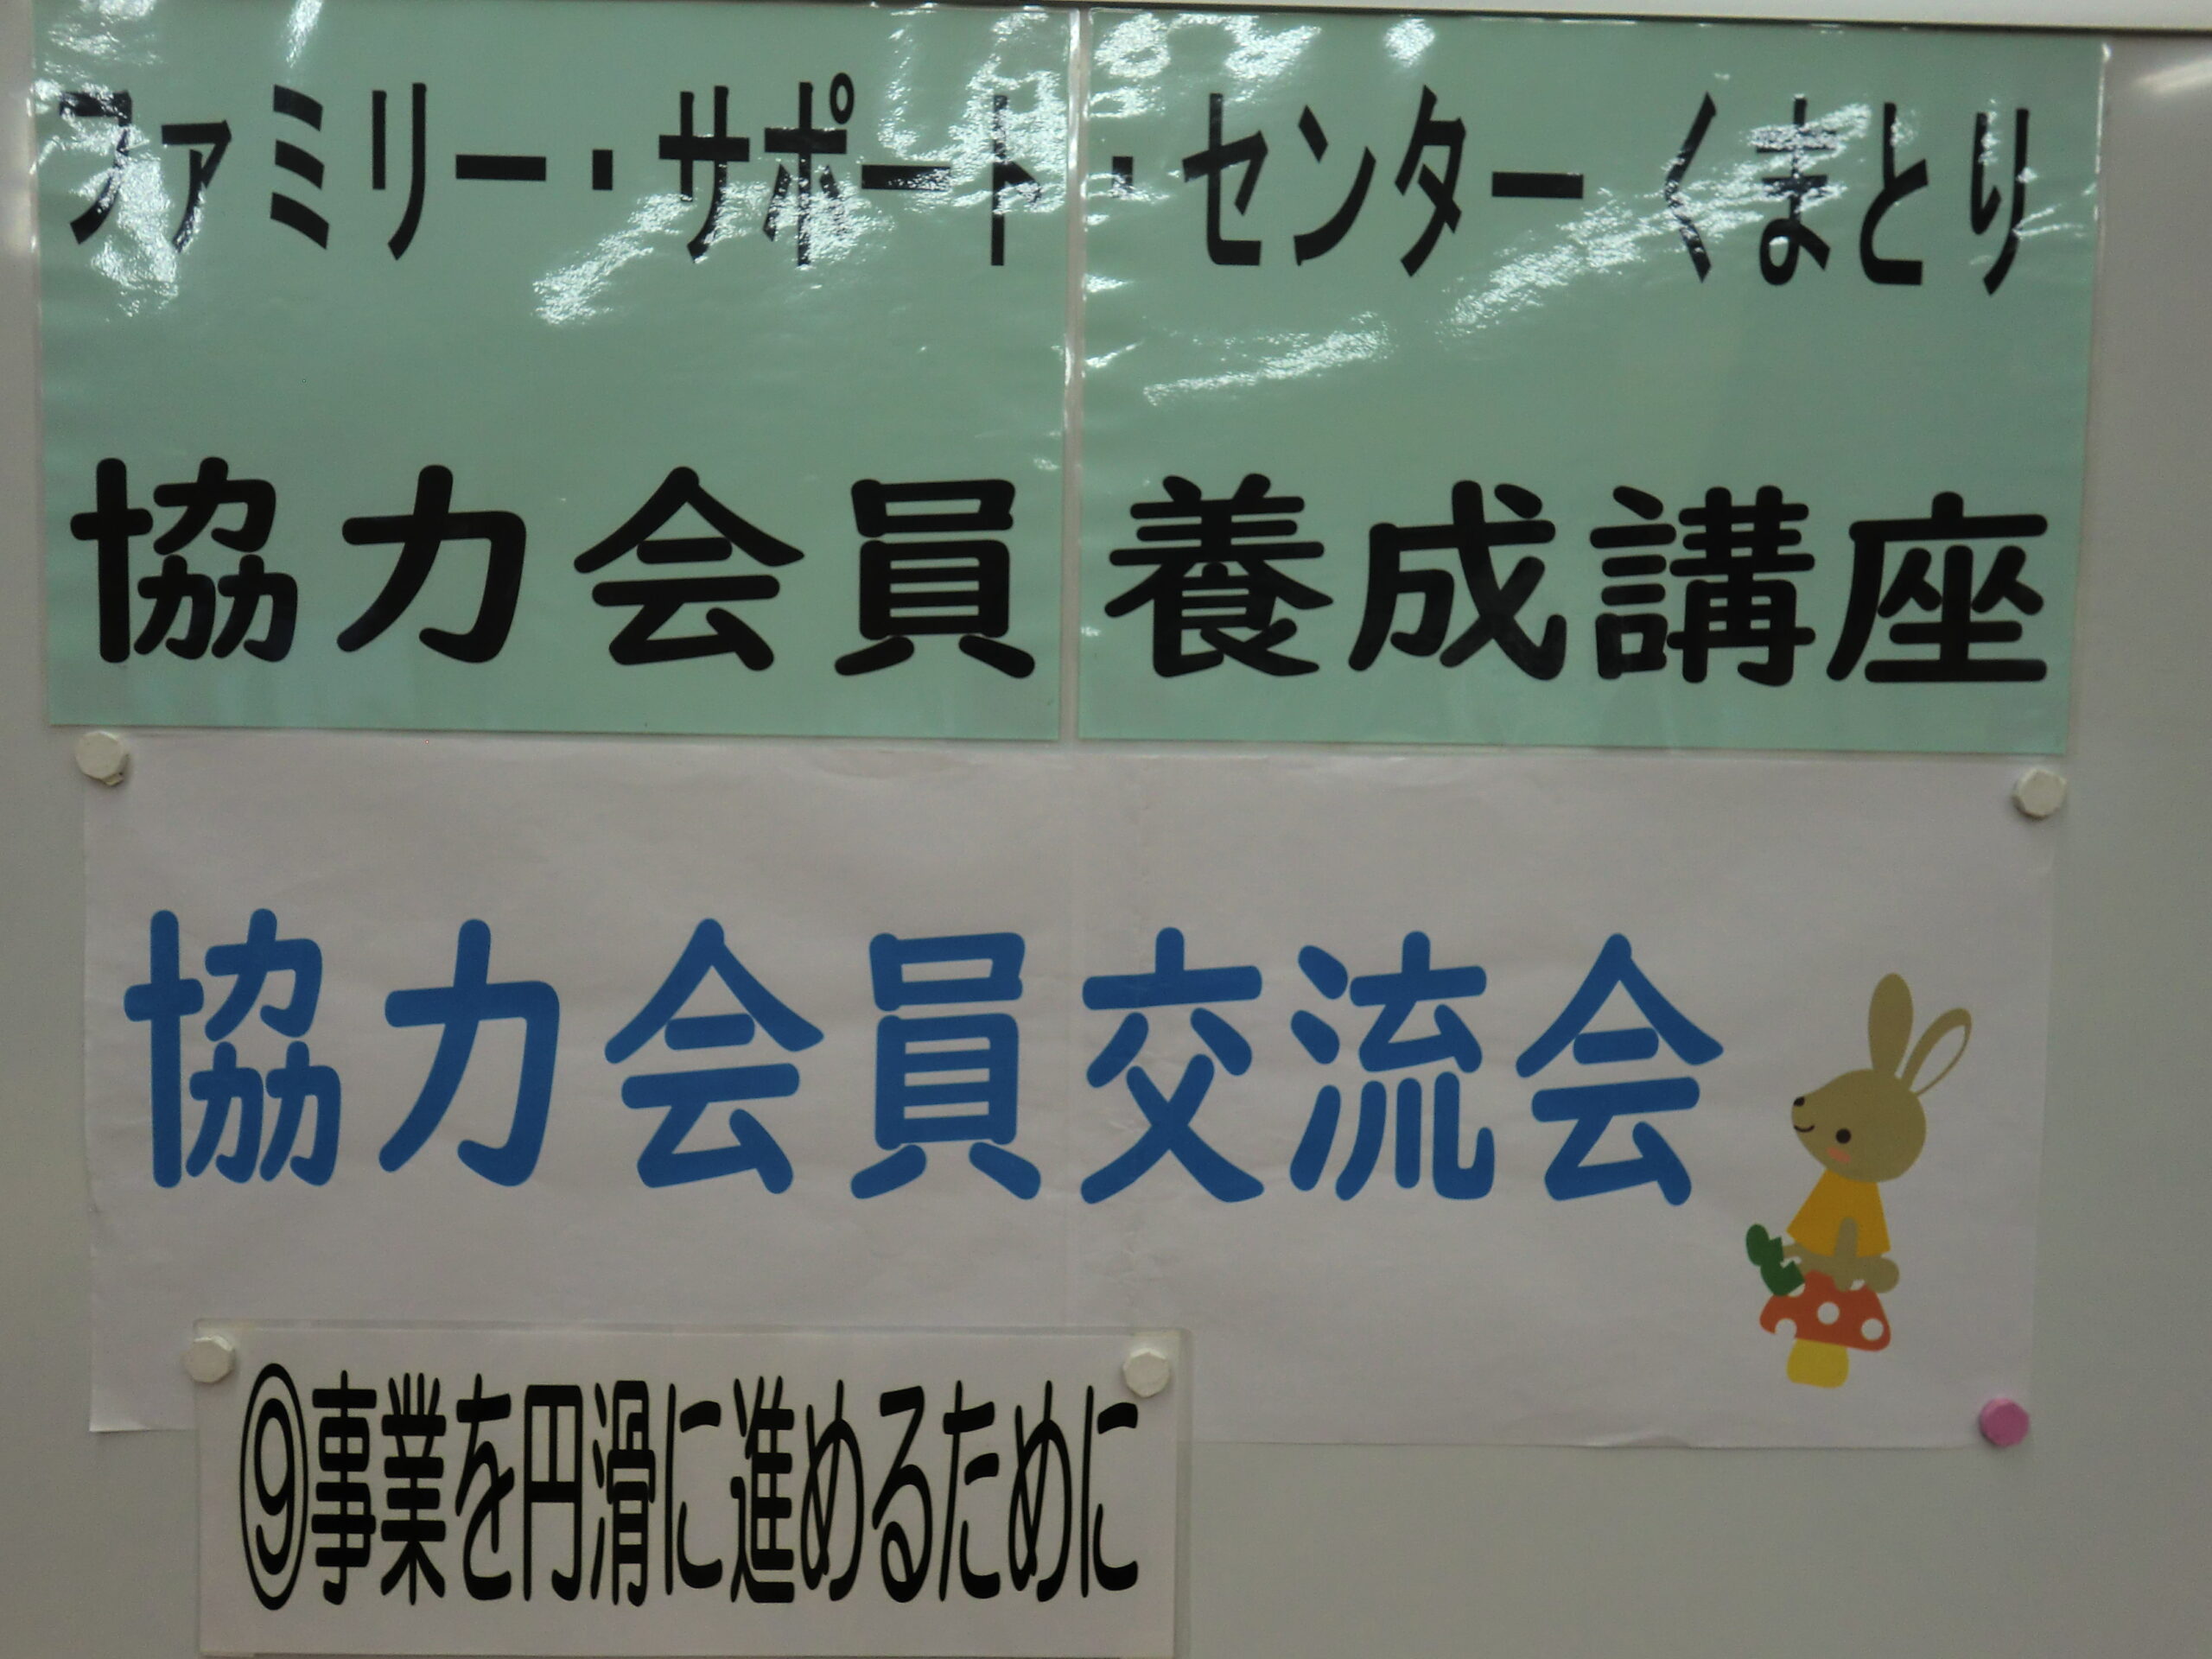 ファミリー・サポート・センターくまとり
協力会員養成講座
協力会員交流会
⑨事業を円滑に進めるために